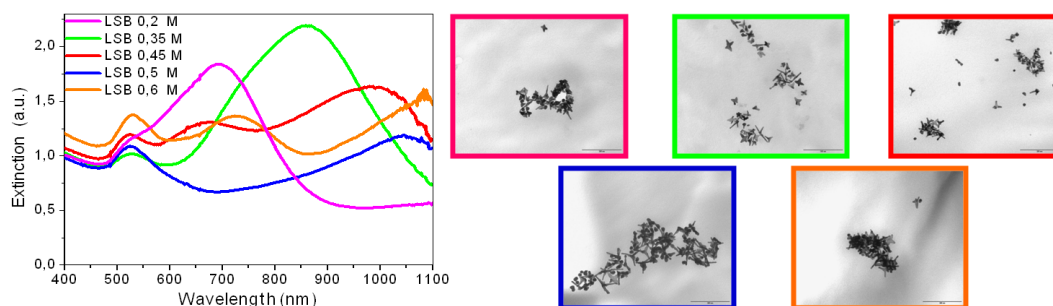 LSB 0,2 M
LSB 0,35 M
LSB 0,45 M
LSB 0,5 M
LSB 0,6 M
2,0
1,5
1,0
0,5
0,0
Extinction (a.u.)
400 500 600 700 800 900 1000 1100
Wavelength (nm)